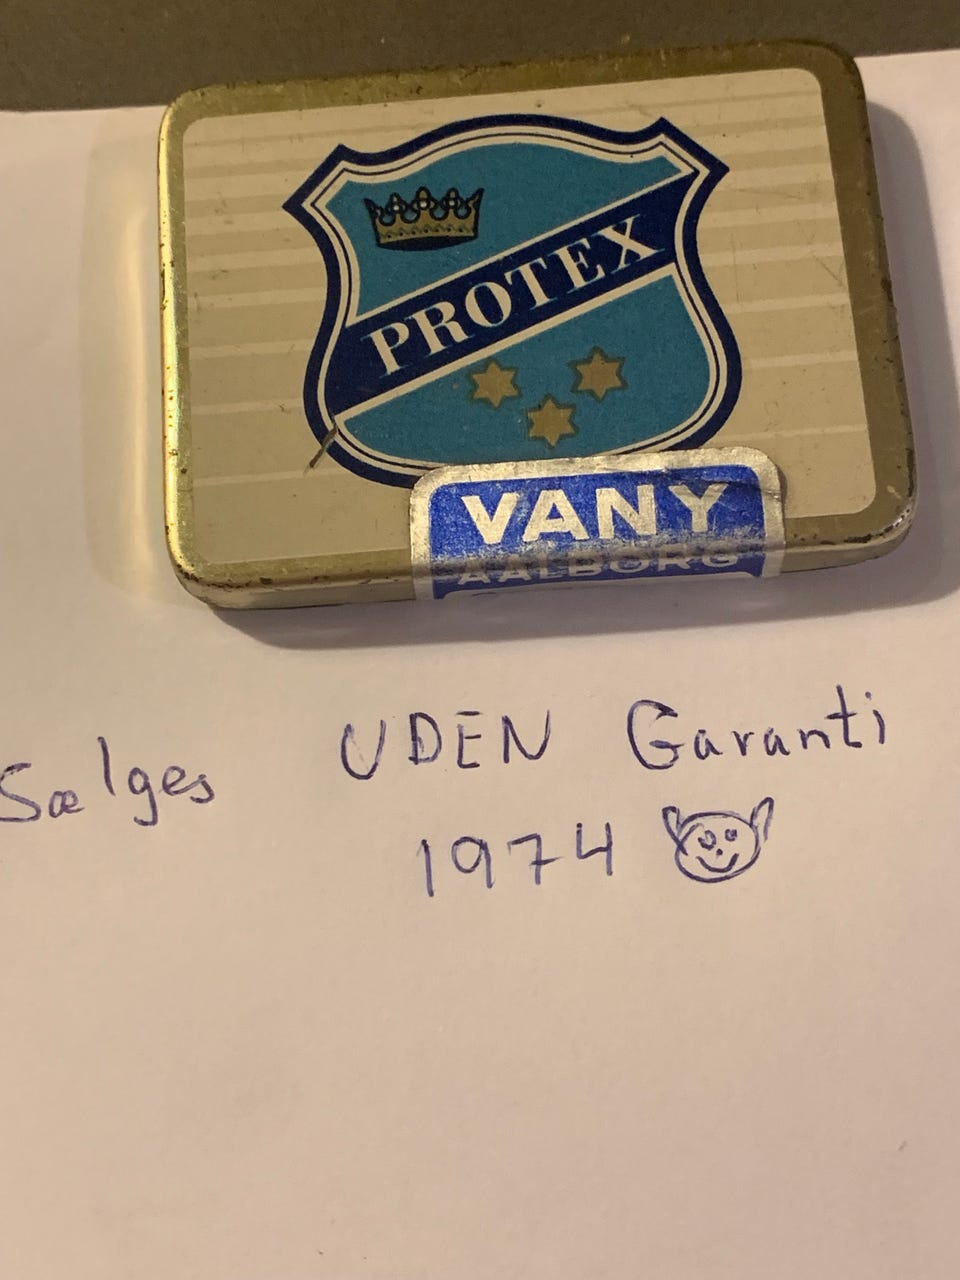 PROTEX
VANY
AALBORG
Sælges UDEN Garanti
1974